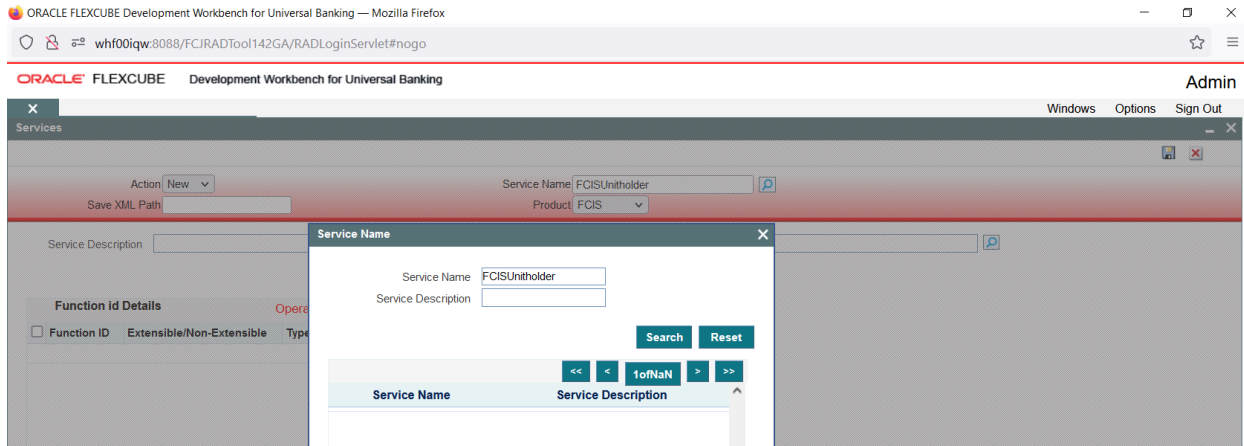 ORACLE FLEXCUBE Development Workbench for Universal Banking — Mozilla Firefox
whf00iqw:8088/FCJRADTool142GA/RADLoginServlet#nogo
ORACLE FLEXCUBE Development Workbench for Universal Banking
Admin
Windows Options Sign Out
Services
Action New Service Name FCISUnitholder
Save XML Path Product FCIS
Service Description
Service Name
Service Name FCISUnitholder
Service Description
Function id Details Opera
Function ID Extensible/Non-Extensible Type
Search Reset
<< < 1ofNaN > >>
Service Name Service Description